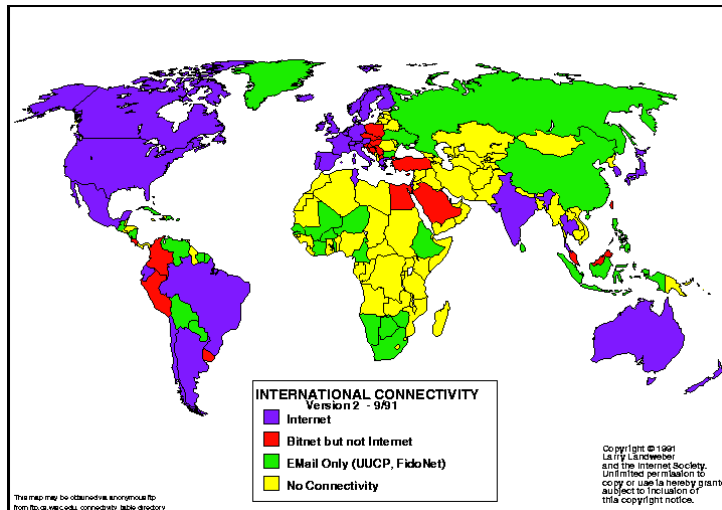 INTERNATIONAL CONNECTIVITY
Version 2 - 9/91
Internet
Bitnet but not Internet
EMail Only (UUCP, FidoNet)
No Connectivity
Copyright © 1991
Larry Landweber
and the Internet Society.
Unlimited permission to
copy or use is hereby grante
subject to inclusion of
this copyright notice.
This map may be obtained via anonymous ftp
from ftp.cs.wisc.edu, connectivity_table directory